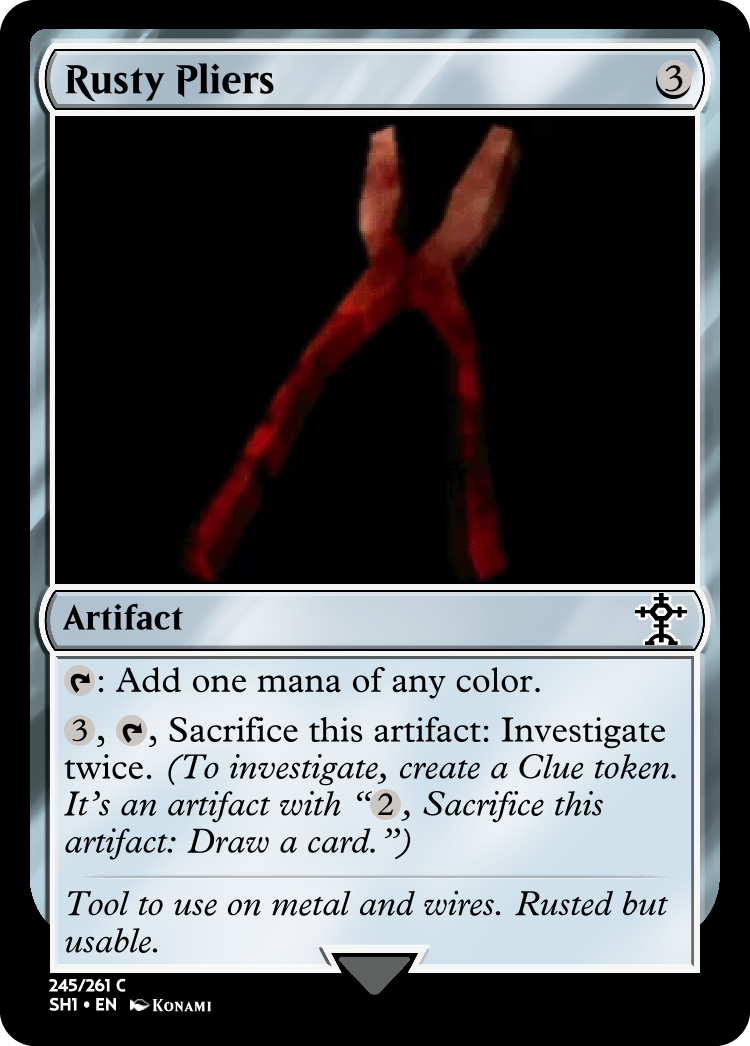 Rusty Pliers 3
Artifact
: Add one mana of any color.
3, , Sacrifice this artifact: Investigate
twice. (To investigate, create a Clue token.
It's an artifact with “2, Sacrifice this
artifact: Draw a card.”)
Tool to use on metal and wires. Rusted but
usable.
245/261 C
SH1 • EN KONAMI